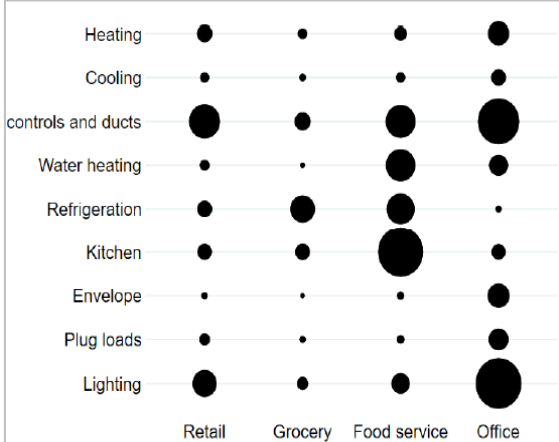 Heating
Cooling
controls and ducts
Water heating
Refrigeration
Kitchen
Envelope
Plug loads
Lighting
Retail Grocery Food service Office